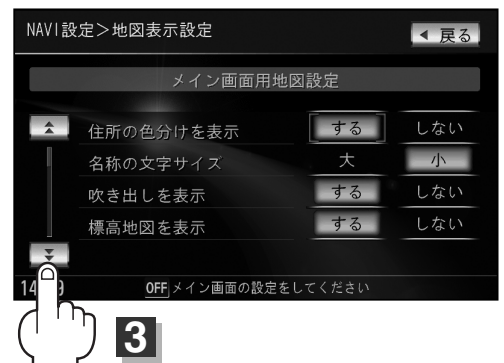 NAVI設定＞地図表示設定
戻る
メイン画面用地図設定
住所の色分けを表示 する しない
名称の文字サイズ 大 小
吹き出しを表示 する しない
標高地図を表示 する しない
OFF メイン画面の設定をしてください
3